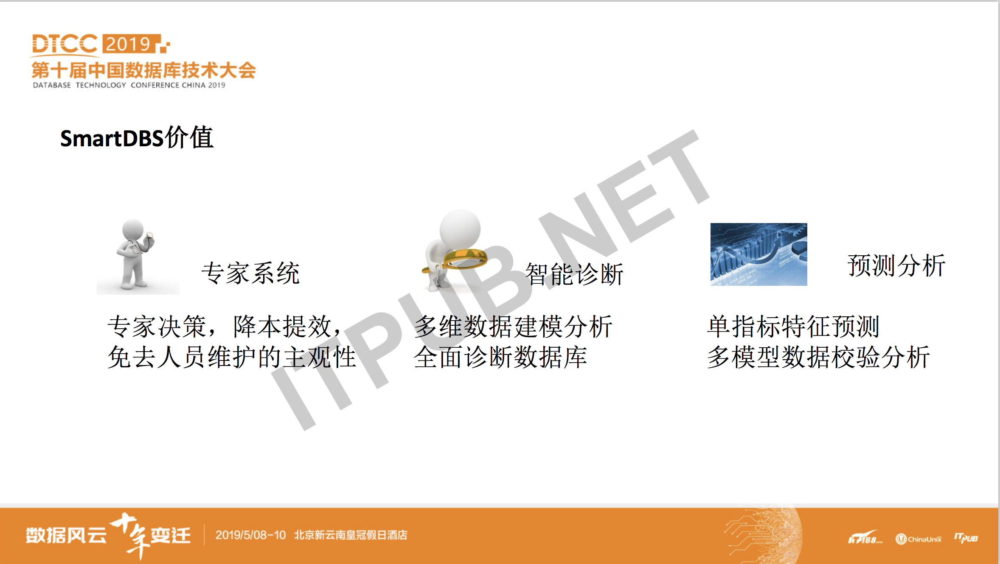 DTCC 2019
第十届中国数据库技术大会
DATABASE TECHNOLOGY CONFERENCE CHINA 2019
SmartDBS价值
专家系统
专家决策，降本提效，
免去人员维护的主观性
智能诊断
多维数据建模分析
全面诊断数据库
预测分析
单指标特征预测
多模型数据校验分析
ITPUB.NET
数据风云十年变迁
2019/5/08-10 北京新云南皇冠假日酒店
IT168.com
ChinaUnix
ITPUB